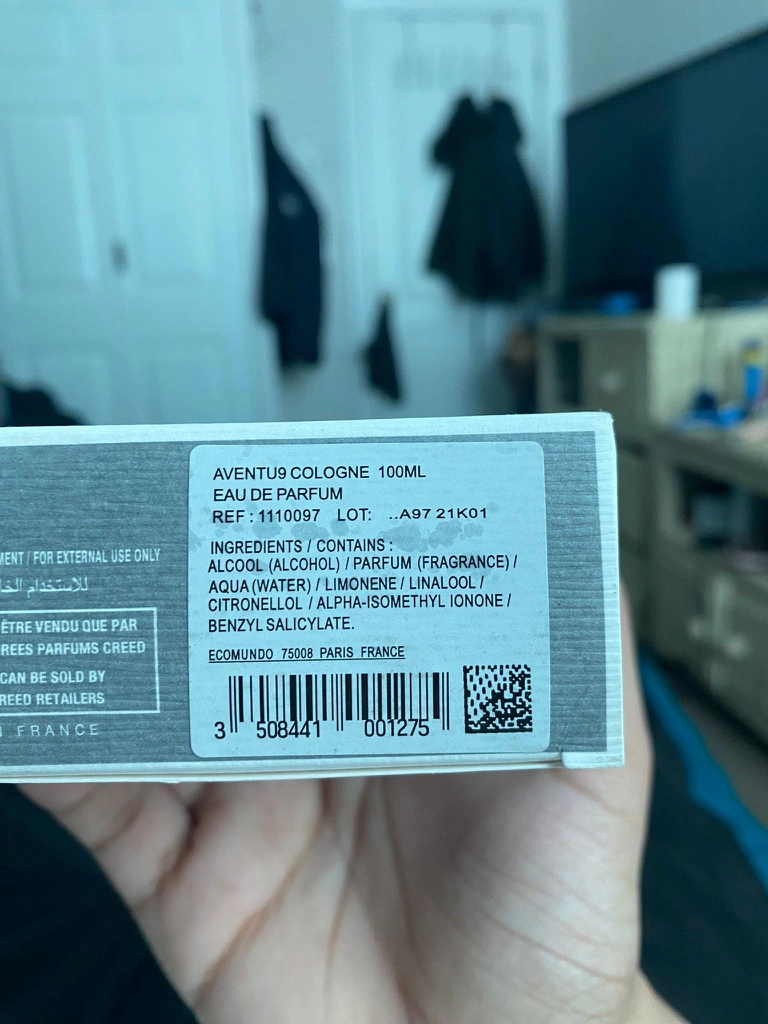 AVENTU9 COLOGNE 100ML
EAU DE PARFUM
REF : 1110097 LOT: ..A97 21K01
INGREDIENTS / CONTAINS :
ALCOOL (ALCOHOL) / PARFUM (FRAGRANCE) /
AQUA (WATER) / LIMONENE / LINALOOL /
CITRONELLOL / ALPHA-ISOMETHYL IONONE /
BENZYL SALICYLATE.
ECOMUNDO 75008 PARIS FRANCE
3 508441 001275
MENT / FOR EXTERNAL USE ONLY
للاستخدام الخا
ÊTRE VENDU QUE PAR
REES PARFUMS CREED
CAN BE SOLD BY
REED RETAILERS
FRANCE